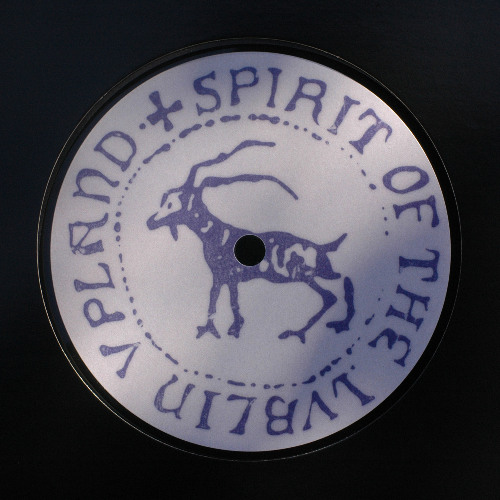 SPIRIT OF THE LVBLIN VPLAND